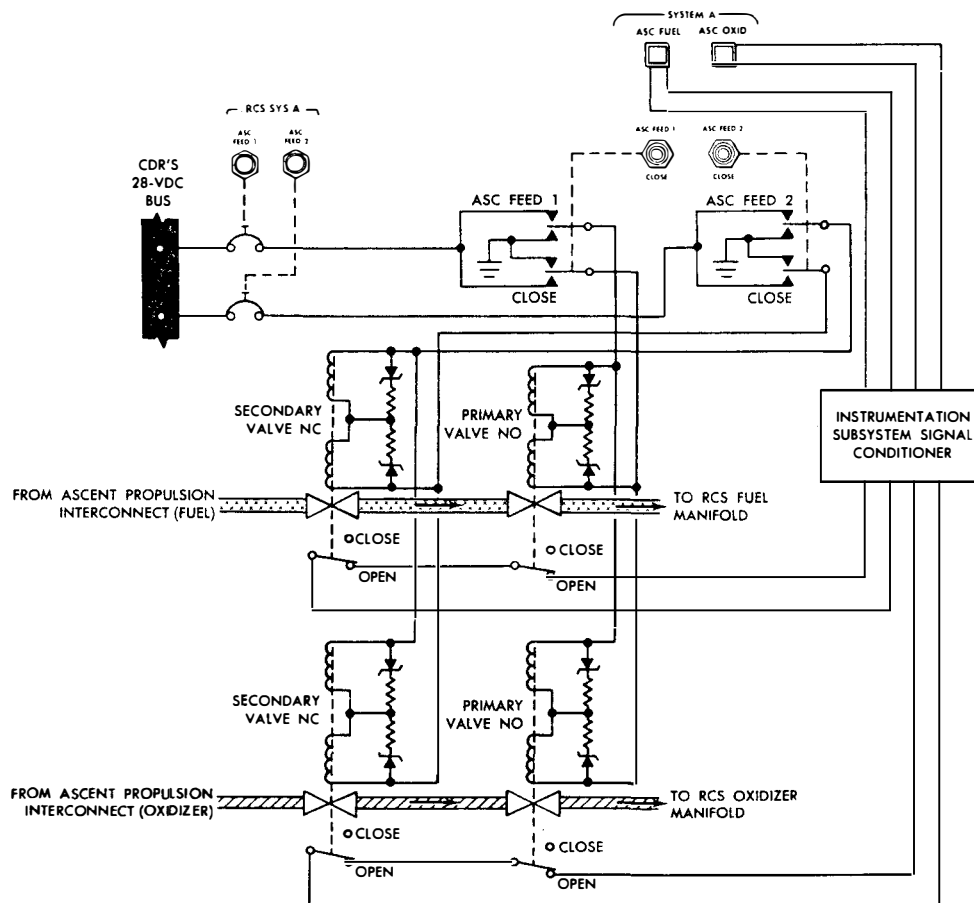 SYSTEM A
ASC FUEL
ASC OXID
RCS SYS A
ASC
FEED 1
ASC
FEED 2
ASC FEED 1
ASC FEED 2
CLOSE
CLOSE
CDR'S
28-VDC
BUS
ASC FEED 1
ASC FEED 2
CLOSE
CLOSE
SECONDARY
VALVE NC
PRIMARY
VALVE NO
INSTRUMENTATION
SUBSYSTEM SIGNAL
CONDITIONER
FROM ASCENT PROPULSION
INTERCONNECT (FUEL)
TO RCS FUEL
MANIFOLD
CLOSE
OPEN
CLOSE
OPEN
SECONDARY
VALVE NC
PRIMARY
VALVE NO
FROM ASCENT PROPULSION
INTERCONNECT (OXIDIZER)
TO RCS OXIDIZER
MANIFOLD
CLOSE
OPEN
CLOSE
OPEN